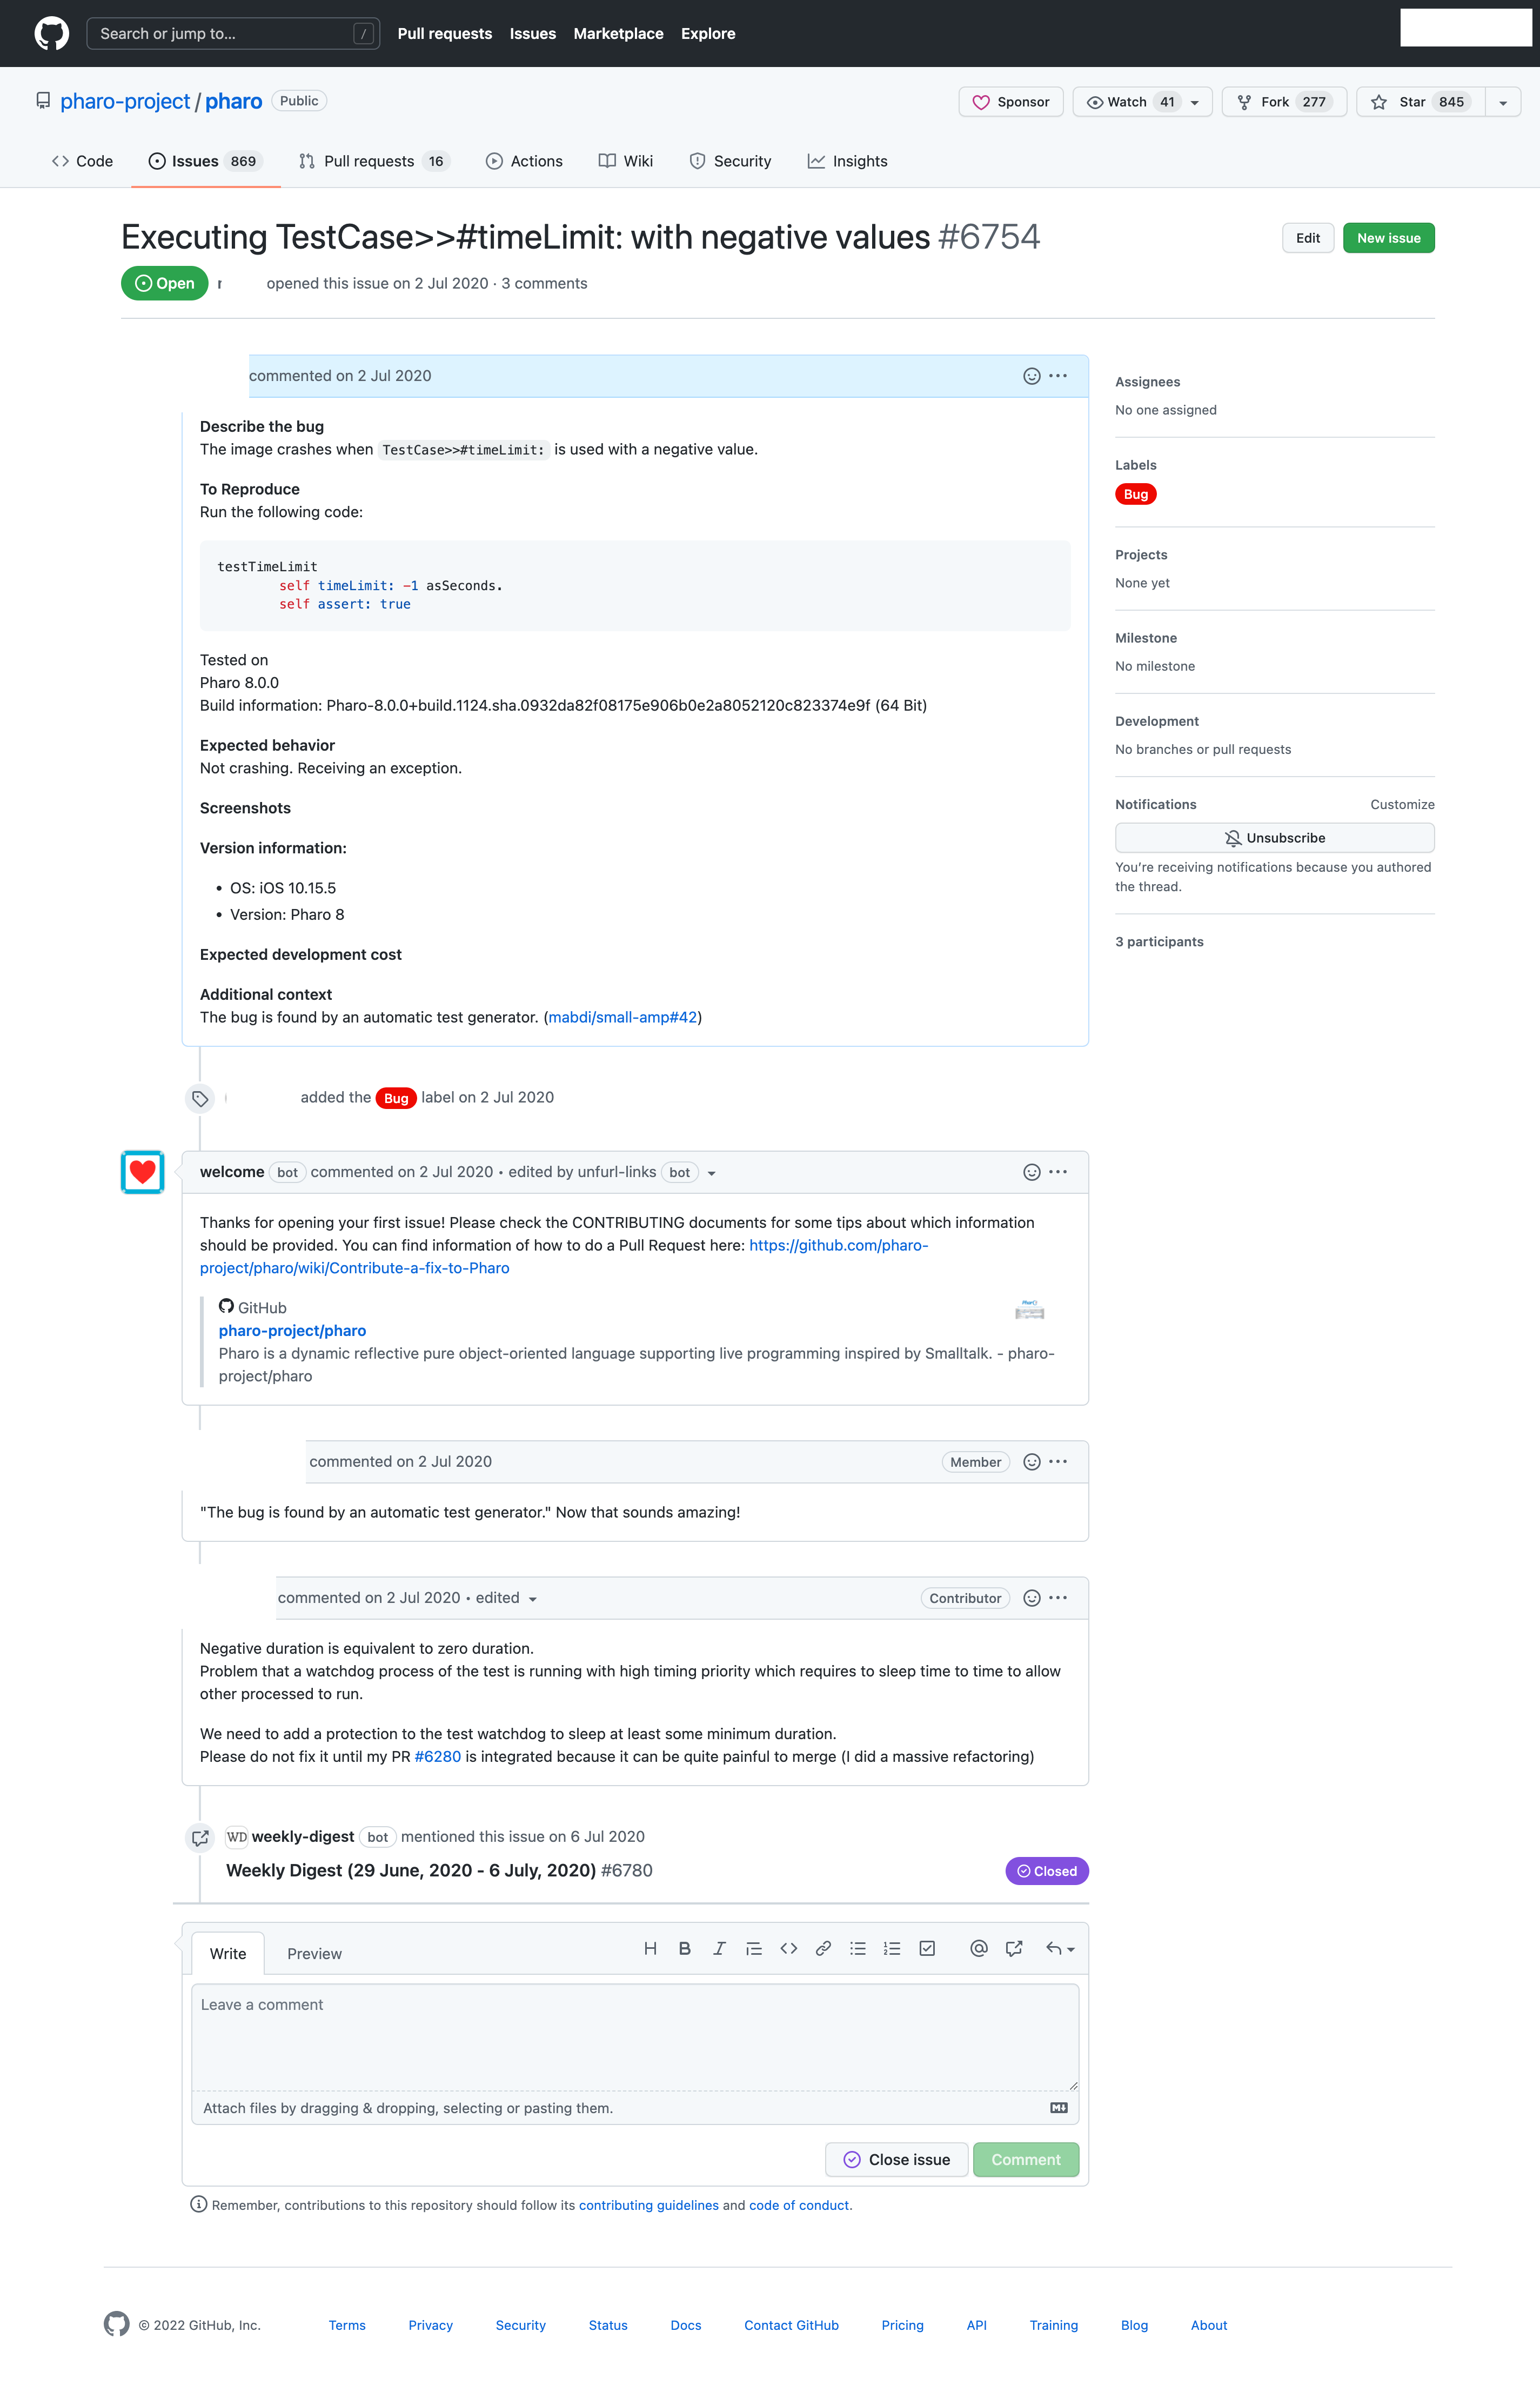 Search or jump to... /
Pull requests Issues Marketplace Explore
pharo-project / pharo Public
Sponsor Watch 41 Fork 277 Star 845
Code Issues 869 Pull requests 16 Actions Wiki Security Insights
Executing TestCase>>#timeLimit: with negative values #6754
Edit New issue
Open opened this issue on 2 Jul 2020 · 3 comments
commented on 2 Jul 2020
Describe the bug
The image crashes when TestCase>>#timeLimit: is used with a negative value.
To Reproduce
Run the following code:
testTimeLimit
self timeLimit: -1 asSeconds.
self assert: true
Tested on
Pharo 8.0.0
Build information: Pharo-8.0.0+build.1124.sha.0932da82f08175e906b0e2a8052120c823374e9f (64 Bit)
Expected behavior
Not crashing. Receiving an exception.
Screenshots
Version information:
• OS: iOS 10.15.5
• Version: Pharo 8
Expected development cost
Additional context
The bug is found by an automatic test generator. (mabdi/small-amp#42)
Assignees
No one assigned
Labels
Bug
Projects
None yet
Milestone
No milestone
Development
No branches or pull requests
Notifications Customize
Unsubscribe
You're receiving notifications because you authored
the thread.
3 participants
added the Bug label on 2 Jul 2020
welcome bot commented on 2 Jul 2020 • edited by unfurl-links bot
Thanks for opening your first issue! Please check the CONTRIBUTING documents for some tips about which information
should be provided. You can find information of how to do a Pull Request here: https://github.com/pharo-
project/pharo/wiki/Contribute-a-fix-to-Pharo
GitHub
pharo-project/pharo
Pharo is a dynamic reflective pure object-oriented language supporting live programming inspired by Smalltalk. - pharo-
project/pharo
commented on 2 Jul 2020 Member
"The bug is found by an automatic test generator." Now that sounds amazing!
commented on 2 Jul 2020 • edited Contributor
Negative duration is equivalent to zero duration.
Problem that a watchdog process of the test is running with high timing priority which requires to sleep time to time to allow
other processed to run.
We need to add a protection to the test watchdog to sleep at least some minimum duration.
Please do not fix it until my PR #6280 is integrated because it can be quite painful to merge (I did a massive refactoring)
WD weekly-digest bot mentioned this issue on 6 Jul 2020
Weekly Digest (29 June, 2020 - 6 July, 2020) #6780
Closed
Write Preview
Leave a comment
Attach files by dragging & dropping, selecting or pasting them.
Close issue Comment
Remember, contributions to this repository should follow its contributing guidelines and code of conduct.
© 2022 GitHub, Inc. Terms Privacy Security Status Docs Contact GitHub Pricing API Training Blog About